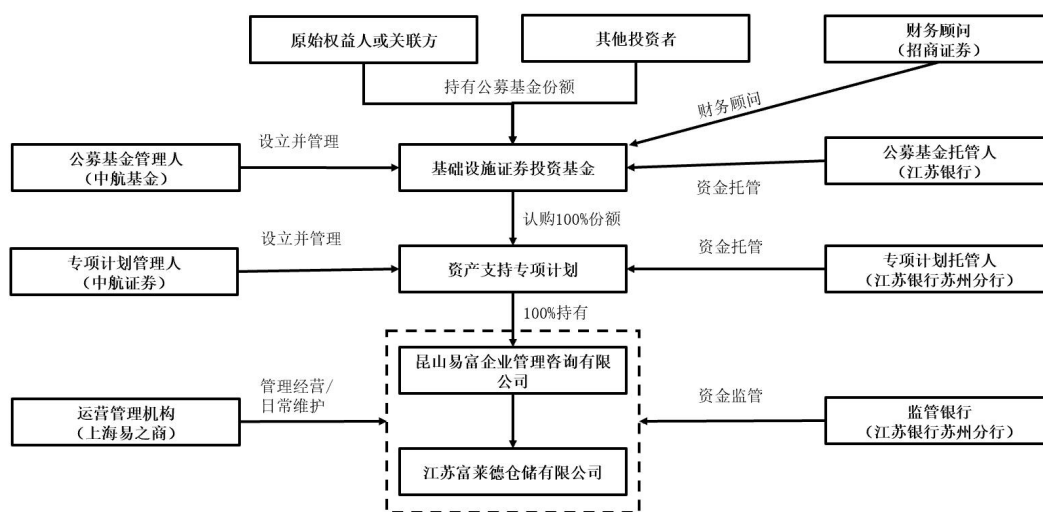 原始权益人或关联方
其他投资者
财务顾问
（招商证券）
持有公募基金份额
财务顾问
公募基金管理人
（中航基金）
设立并管理
基础设施证券投资基金
公募基金托管人
（江苏银行）
资金托管
认购100%份额
专项计划管理人
（中航证券）
设立并管理
资产支持专项计划
资金托管
专项计划托管人
（江苏银行苏州分行）
100%持有
昆山易富企业管理咨询有限
公司
运营管理机构
（上海易之商）
管理经营/
日常维护
资金监管
监管银行
（江苏银行苏州分行）
江苏富莱德仓储有限公司